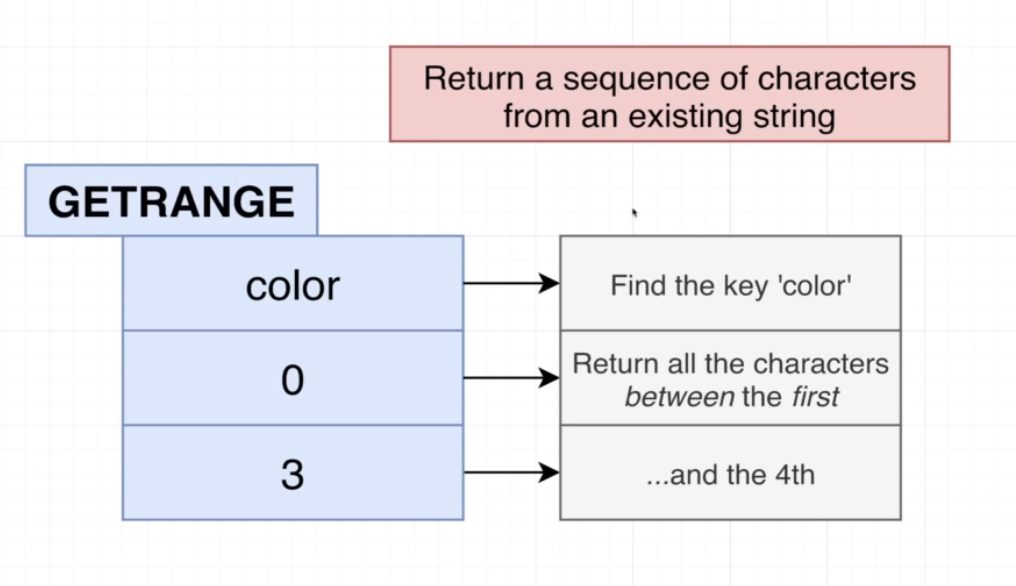 Return a sequence of characters
from an existing string
GETRANGE
color
Find the key 'color'
0
Return all the characters
between the first
3
...and the 4th